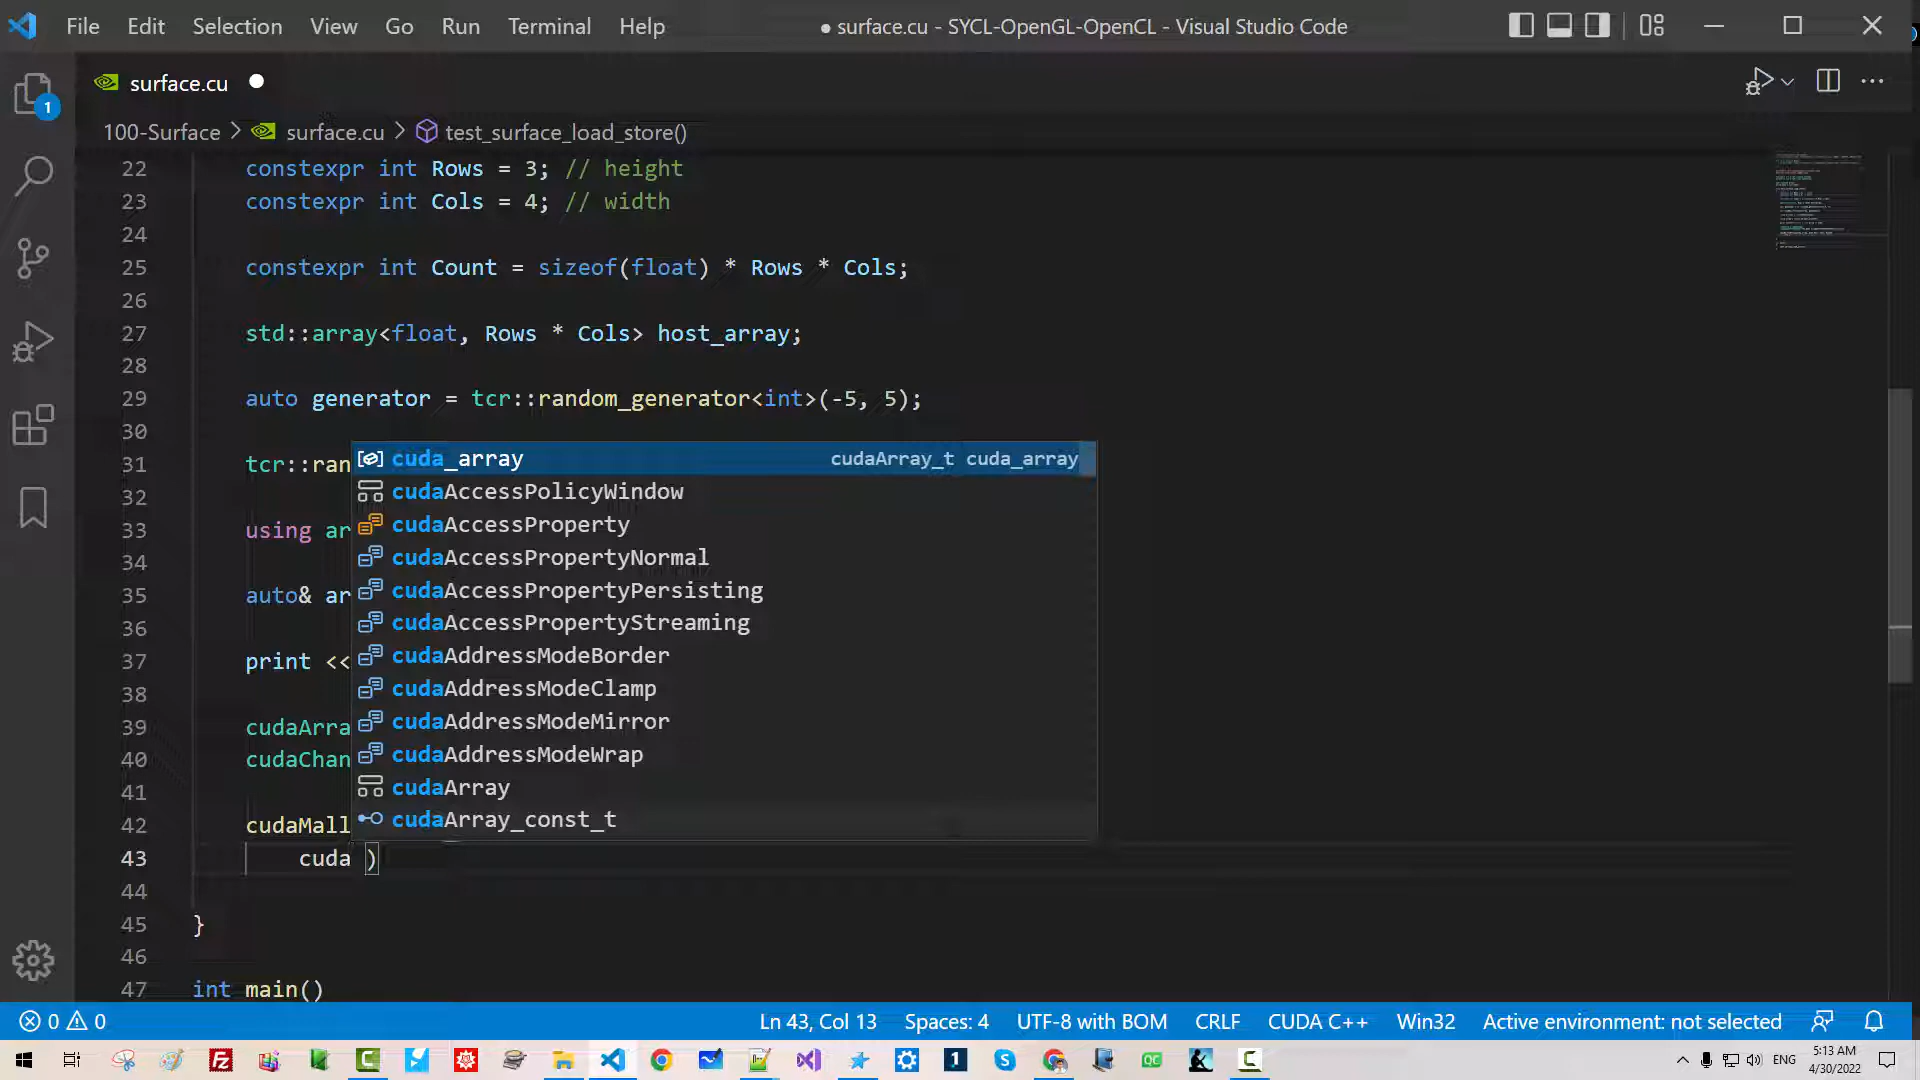 File Edit Selection View Go Run Terminal Help
● surface.cu - SYCL-OpenGL-OpenCL - Visual Studio Code
surface.cu
1
100-Surface > surface.cu > test_surface_load_store()
22 constexpr int Rows = 3; // height
23 constexpr int Cols = 4; // width
24
25 constexpr int Count = sizeof(float) * Rows * Cols;
26
27 std::array<float, Rows * Cols> host_array;
28
29 auto generator = tcr::random_generator<int>(-5, 5);
30
31 tcr::ran
cuda_array cudaArray_t cuda_array
cudaAccessPolicyWindow
32
cudaAccessProperty
33 using ar
cudaAccessPropertyNormal
34
cudaAccessPropertyPersisting
35 auto& ar
cudaAccessPropertyStreaming
36
cudaAddressModeBorder
37 print <<
cudaAddressModeClamp
38
cudaAddressModeMirror
39 cudaArra
cudaAddressModeWrap
40 cudaChan
cudaArray
41
cudaArray_const_t
42 cudaMall
43 cuda )
44
45 }
46
47 int main()
0 0
Ln 43, Col 13 Spaces: 4 UTF-8 with BOM CRLF CUDA C++ Win32 Active environment: not selected
ENG
5:13 AM
4/30/2022